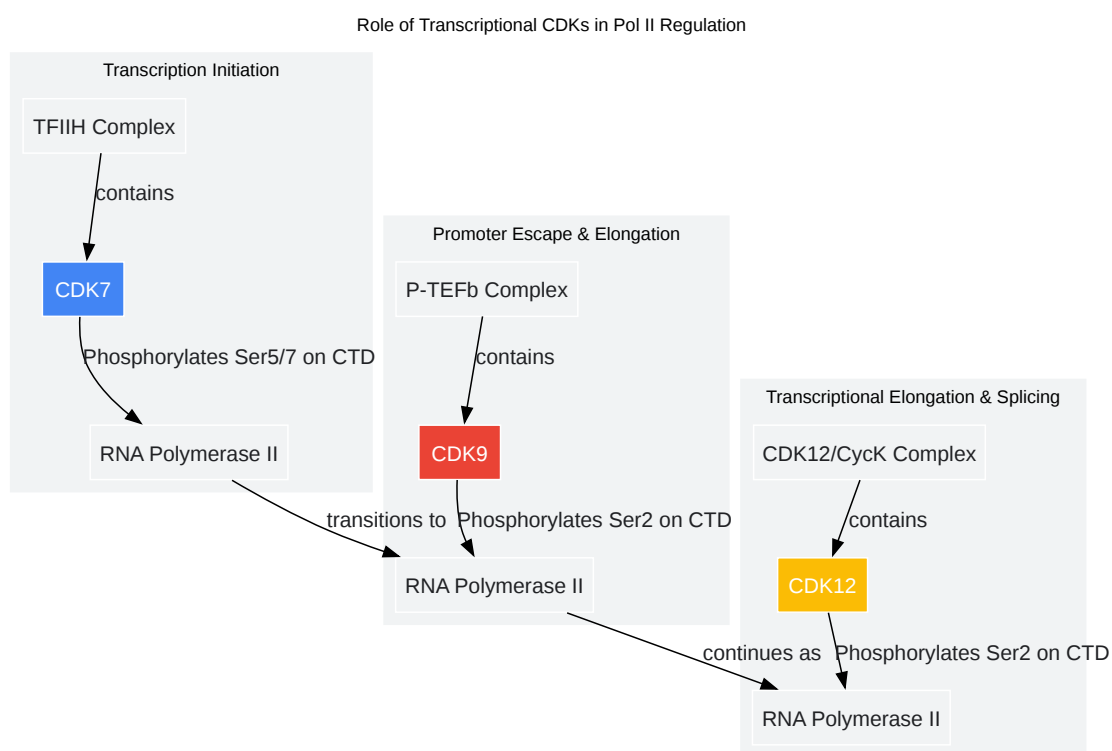 Role of Transcriptional CDKs in Pol II Regulation
Transcription Initiation
TFIIH Complex
contains
CDK7
Phosphorylates Ser5/7 on CTD
RNA Polymerase II
transitions to
Promoter Escape & Elongation
P-TEFb Complex
contains
CDK9
Phosphorylates Ser2 on CTD
RNA Polymerase II
continues as
Transcriptional Elongation & Splicing
CDK12/CycK Complex
contains
CDK12
Phosphorylates Ser2 on CTD
RNA Polymerase II